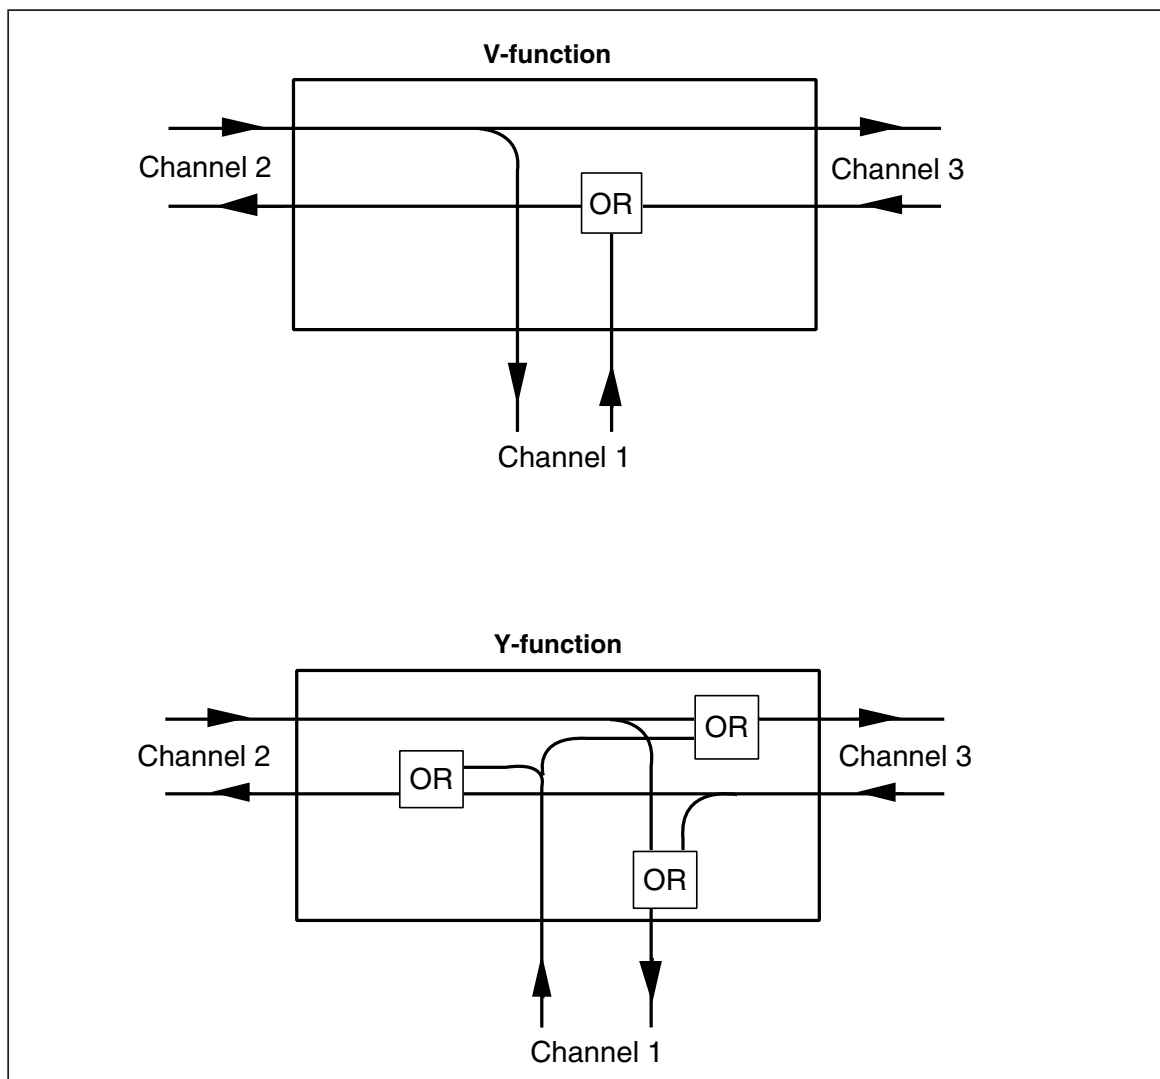 V-function
Channel 2
Channel 3
OR
Channel 1
Y-function
OR
Channel 2
OR
Channel 3
OR
Channel 1